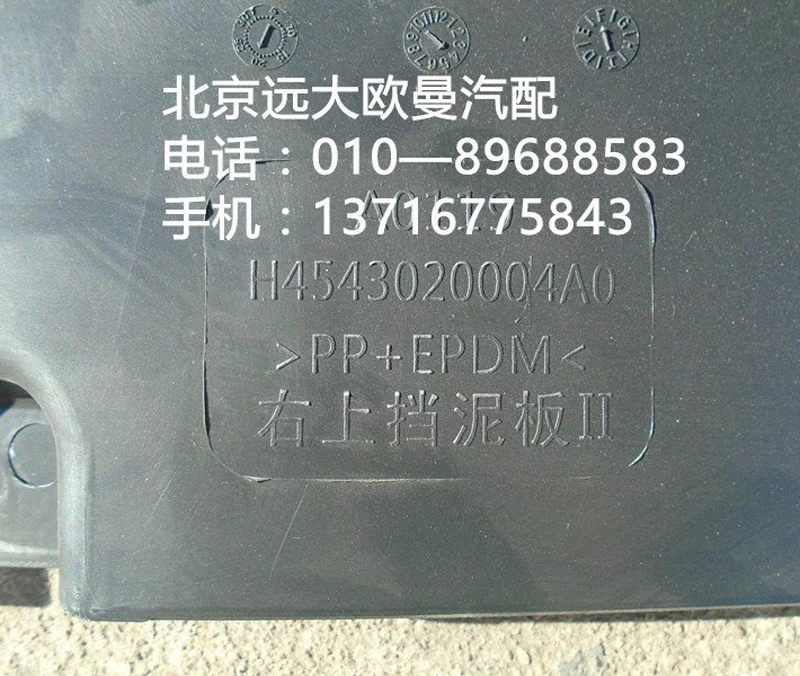 北京远大欧曼汽配
电话：010—89688583
手机：13716775843
A0119
H4543020004A0
>PP+EPDM<
右上挡泥板II